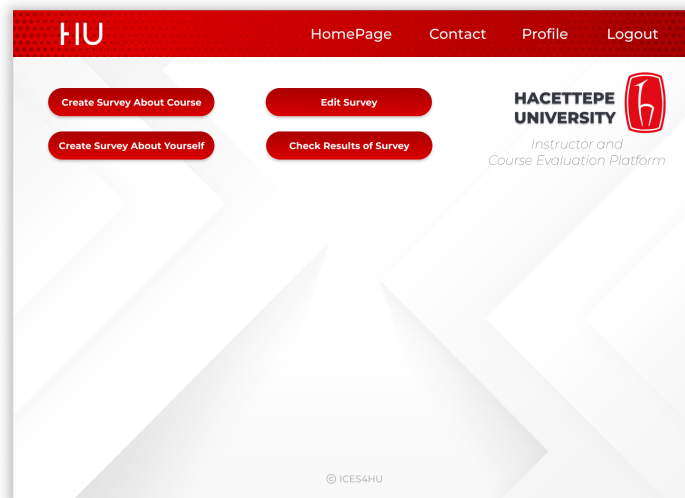 HU
HomePage Contact Profile Logout
Create Survey About Course
Edit Survey
Create Survey About Yourself
Check Results of Survey
HACETTEPE
UNIVERSITY
Instructor and
Course Evaluation Platform
© ICES4HU